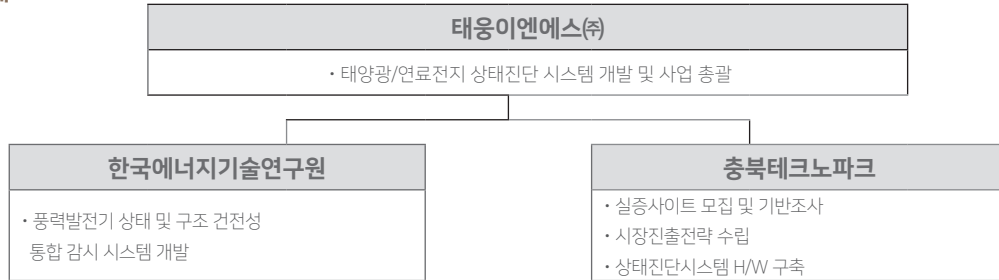 태웅이엔에스㈜
• 태양광/연료전지 상태진단 시스템 개발 및 사업 총괄
한국에너지기술연구원
• 풍력발전기 상태 및 구조 건전성
통합 감시 시스템 개발
충북테크노파크
• 실증사이트 모집 및 기반조사
• 시장진출전략 수립
• 상태진단시스템 H/W 구축